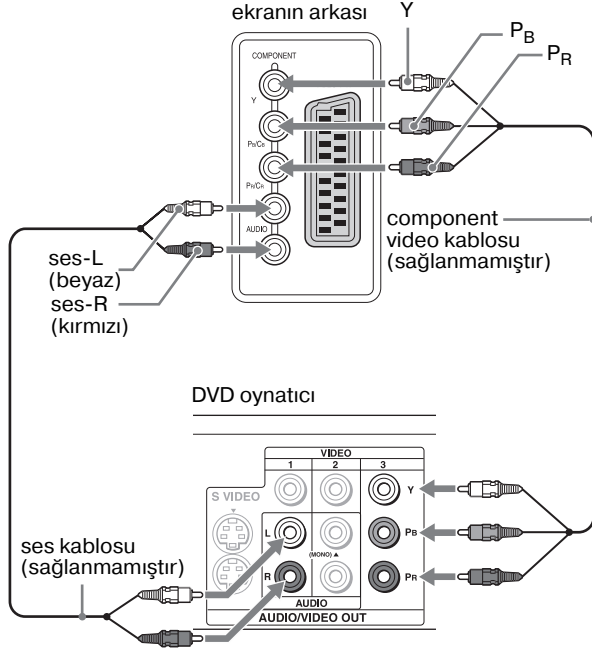 ekranın arkası
Y
PB
PR
COMPONENT
Y
PB/CB
PR/CR
AUDIO
component
video kablosu
(sağlanmamıştır)
ses-L
(beyaz)
ses-R
(kırmızı)
DVD oynatıcı
VIDEO
1 2 3
S VIDEO
Y
L
PB
(MONO)
R
PR
AUDIO
AUDIO/VIDEO OUT
ses kablosu
(sağlanmamıştır)